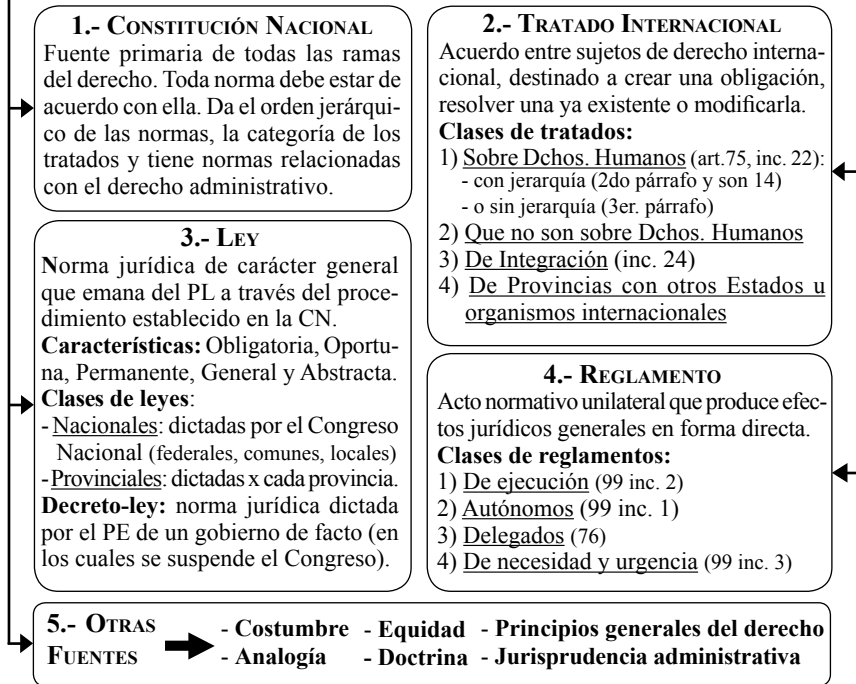 1.- Constitución Nacional
Fuente primaria de todas las ramas
del derecho. Toda norma debe estar de
acuerdo con ella. Da el orden jerárqui-
co de las normas, la categoría de los
tratados y tiene normas relacionadas
con el derecho administrativo.
2.- Tratado Internacional
Acuerdo entre sujetos de derecho interna-
cional, destinado a crear una obligación,
resolver una ya existente o modificarla.
Clases de tratados:
1) Sobre Dchos. Humanos (art.75, inc. 22):
- con jerarquía (2do párrafo y son 14)
- o sin jerarquía (3er. párrafo)
2) Que no son sobre Dchos. Humanos
3) De Integración (inc. 24)
4) De Provincias con otros Estados u
organismos internacionales
3.- Ley
Norma jurídica de carácter general
que emana del PL a través del proce-
dimiento establecido en la CN.
Características: Obligatoria, Oportu-
na, Permanente, General y Abstracta.
Clases de leyes:
- Nacionales: dictadas por el Congreso
Nacional (federales, comunes, locales)
- Provinciales: dictadas x cada provincia.
Decreto-ley: norma jurídica dictada
por el PE de un gobierno de facto (en
los cuales se suspende el Congreso).
4.- Reglamento
Acto normativo unilateral que produce efec-
tos jurídicos generales en forma directa.
Clases de reglamentos:
1) De ejecución (99 inc. 2)
2) Autónomos (99 inc. 1)
3) Delegados (76)
4) De necesidad y urgencia (99 inc. 3)
5.- Otras
Fuentes
- Costumbre - Equidad - Principios generales del derecho
- Analogía - Doctrina - Jurisprudencia administrativa